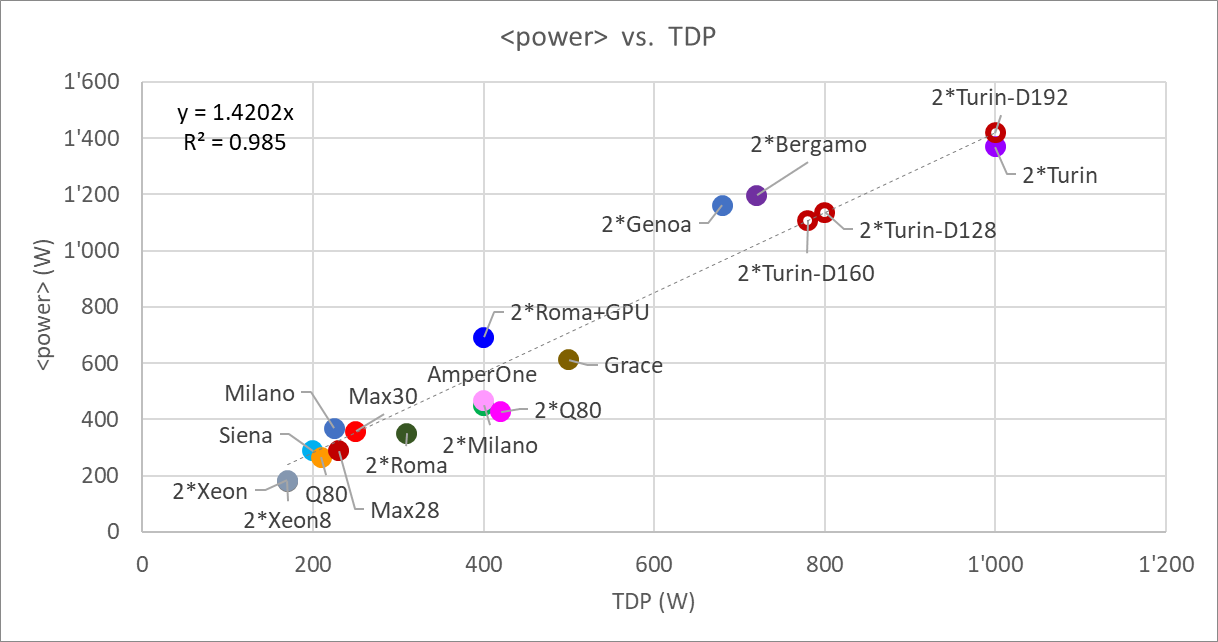 <power> vs. TDP
y = 1.4202x
R² = 0.985
1'600
1'400
1'200
1'000
800
600
400
200
0
<power> (W)
2*Turin-D192
2*Bergamo
2*Turin
2*Genoa
2*Turin-D128
2*Turin-D160
2*Roma+GPU
Grace
AmperOne
Milano
Max30
2*Q80
Siena
2*Milano
2*Roma
2*Xeon
Q80
Max28
2*Xeon8
0
200
400
600
800
1'000
1'200
TDP (W)